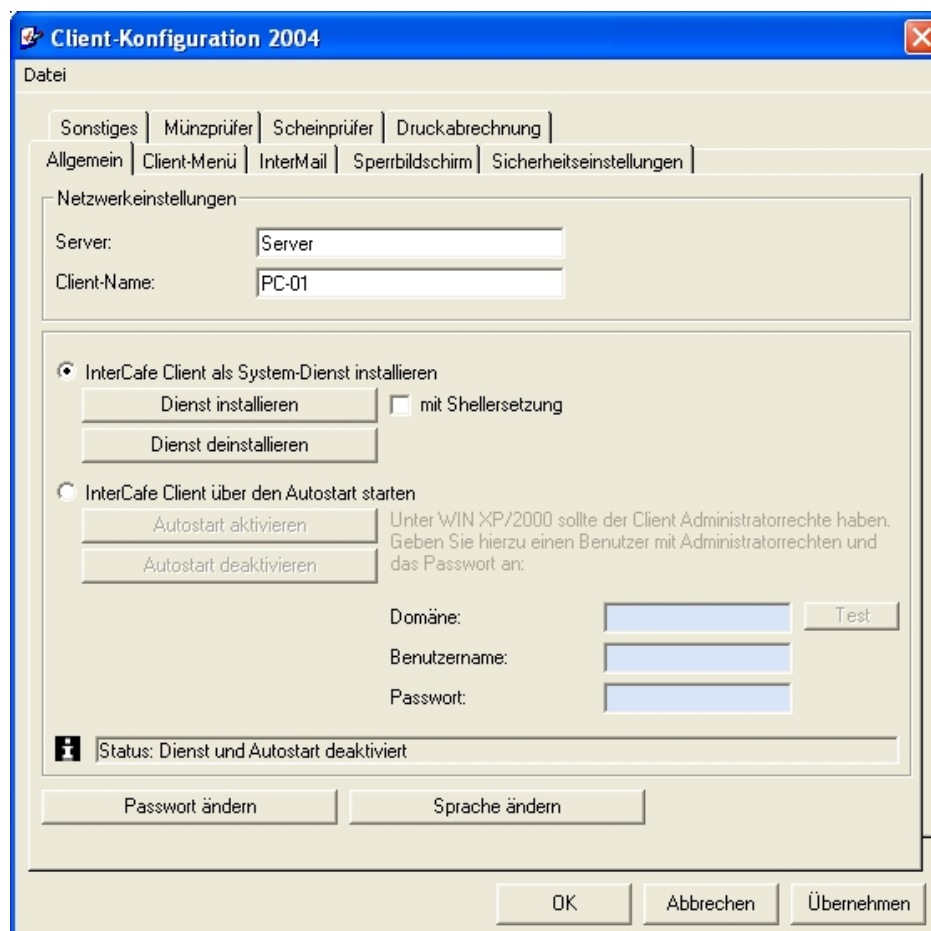 Client-Konfiguration 2004
Datei
Sonstiges Münzprüfer Scheinprüfer Druckabrechnung
Allgemein Client-Menü InterMail Sperrbildschirm Sicherheitseinstellungen
Netzwerkeinstellungen
Server: Server
Client-Name: PC-01
InterCafe Client als System-Dienst installieren
Dienst installieren mit Shellersetzung
Dienst deinstallieren
InterCafe Client über den Autostart starten
Autostart aktivieren
Autostart deaktivieren
Unter WIN XP/2000 sollte der Client Administratorrechte haben.
Geben Sie hierzu einen Benutzer mit Administratorrechten und
das Passwort an:
Domäne: Test
Benutzername:
Passwort:
Status: Dienst und Autostart deaktiviert
Passwort ändern Sprache ändern
OK Abbrechen Übernehmen